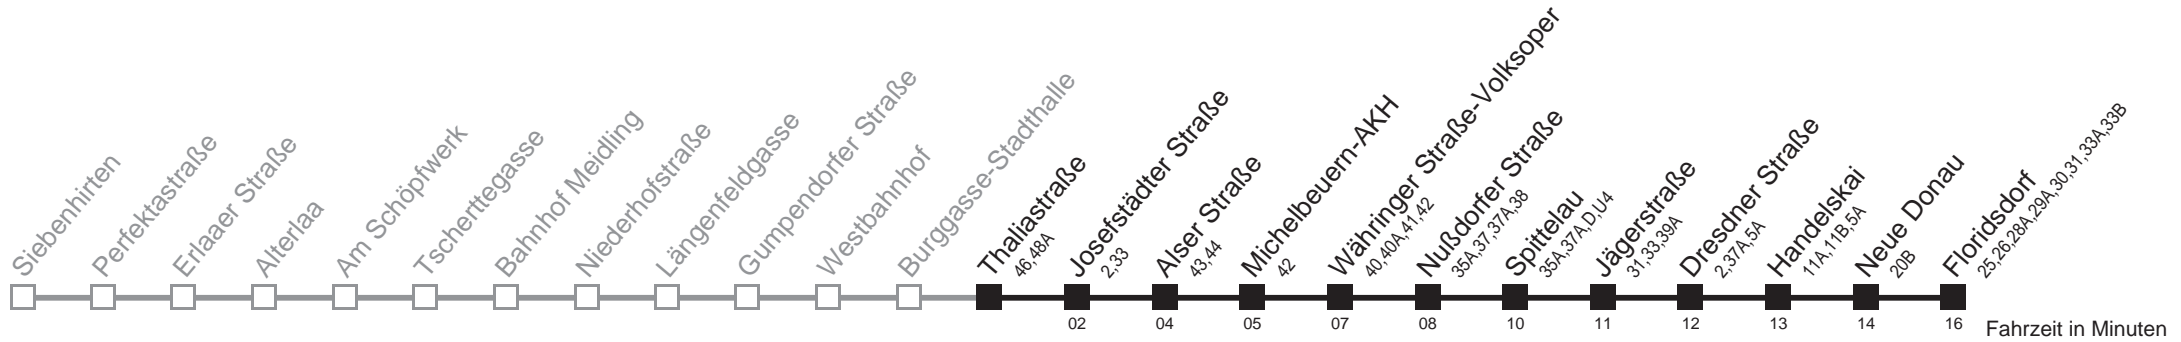 Siebenhirten
Perfektastraße
Erlaaer Straße
Alterlaa
Am Schöpfwerk
Tscherttegasse
Bahnhof Meidling
Niederhofstraße
Längenfeldgasse
Gumpendorfer Straße
Westbahnhof
Burggasse-Stadthalle
Thaliastraße
46,48A
Josefstädter Straße
2,33
Alser Straße
43,44
Michelbeuern-AKH
42
Währinger Straße-Volksoper
40,40A,41,42
Nußdorfer Straße
35A,37,37A,38
Spittelau
35A,37A,D,U4
Jägerstraße
31,33,39A
Dresdner Straße
2,37A,5A
Handelskai
11A,11B,5A
Neue Donau
20B
Floridsdorf
25,26,28A,29A,30,31,33A,33B
02 04 05 07 08 10 11 12 13 14 16
Fahrzeit in Minuten